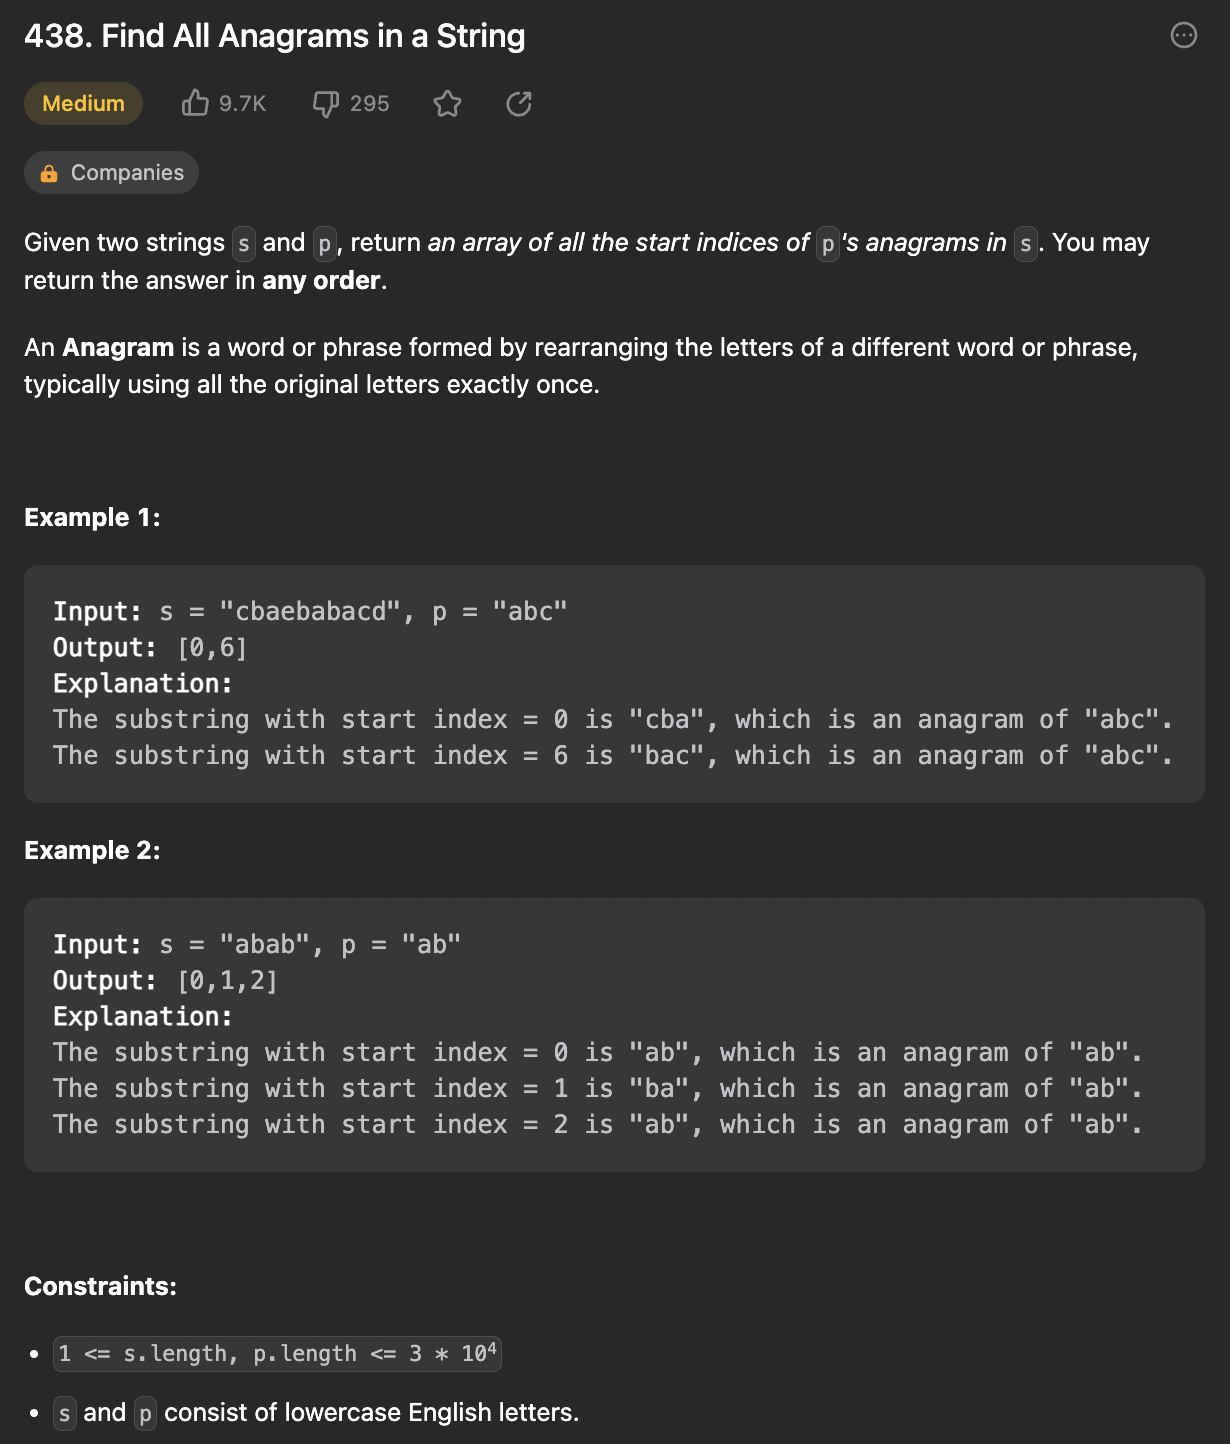 438. Find All Anagrams in a String
Medium 9.7K 295
Companies
Given two strings s and p, return an array of all the start indices of p's anagrams in s. You may
return the answer in any order.
An Anagram is a word or phrase formed by rearranging the letters of a different word or phrase,
typically using all the original letters exactly once.
Example 1:
Input: s = "cbaebabacd", p = "abc"
Output: [0,6]
Explanation:
The substring with start index = 0 is "cba", which is an anagram of "abc".
The substring with start index = 6 is "bac", which is an anagram of "abc".
Example 2:
Input: s = "abab", p = "ab"
Output: [0,1,2]
Explanation:
The substring with start index = 0 is "ab", which is an anagram of "ab".
The substring with start index = 1 is "ba", which is an anagram of "ab".
The substring with start index = 2 is "ab", which is an anagram of "ab".
Constraints:
• 1 <= s.length, p.length <= 3 * 10⁴
• s and p consist of lowercase English letters.